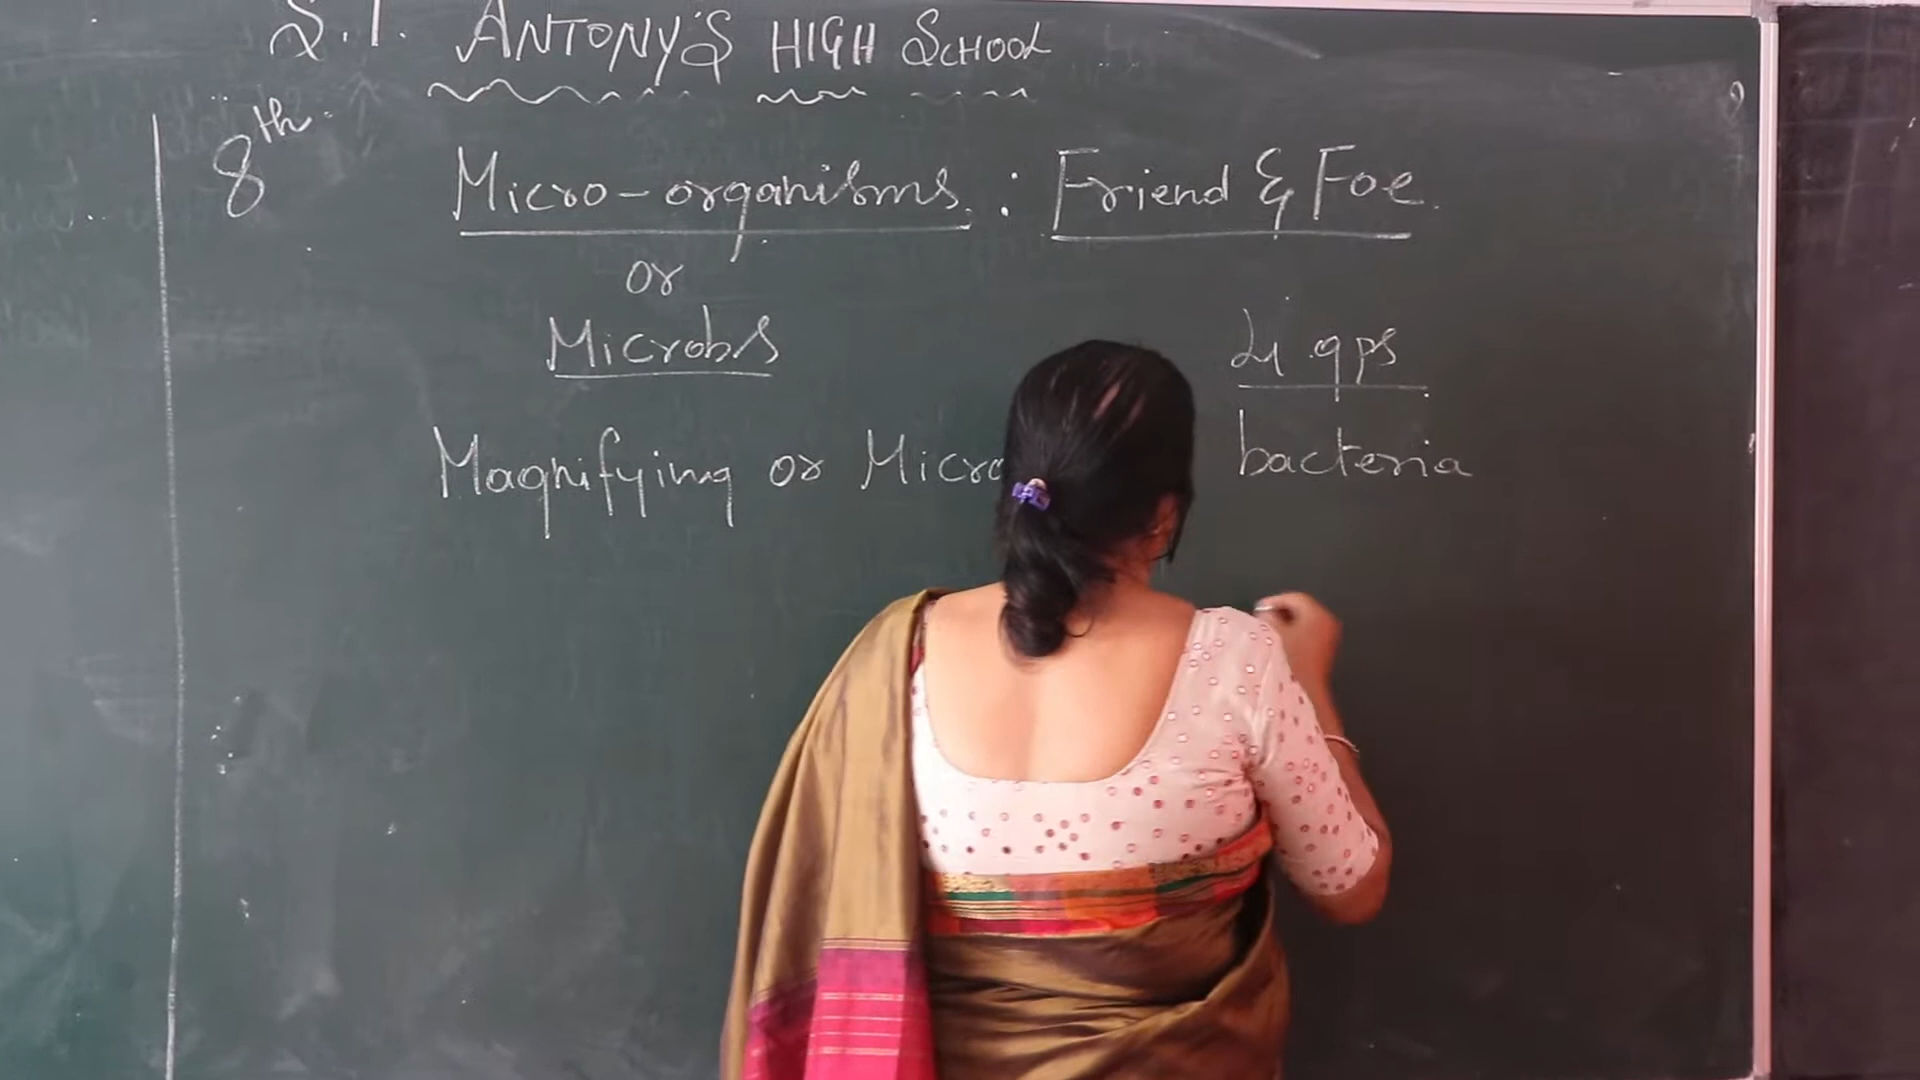 S.T. ANTONY'S HIGH SCHOOL
8th
Micro-organisms : Friend & Foe
or
Microbs
4 gps
Magnifying or Micro
bacteria